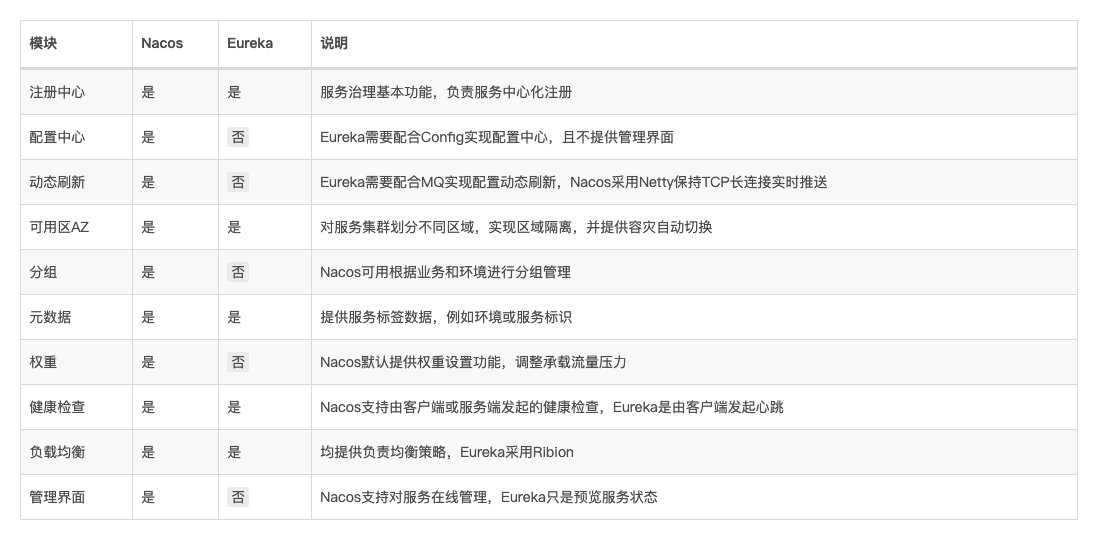 模块 Nacos Eureka 说明
注册中心 是 是 服务治理基本功能，负责服务中心化注册
配置中心 是 否 Eureka需要配合Config实现配置中心，且不提供管理界面
动态刷新 是 否 Eureka需要配合MQ实现配置动态刷新，Nacos采用Netty保持TCP长连接实时推送
可用区AZ 是 是 对服务集群划分不同区域，实现区域隔离，并提供容灾自动切换
分组 是 否 Nacos可用根据业务和环境进行分组管理
元数据 是 是 提供服务标签数据，例如环境或服务标识
权重 是 否 Nacos默认提供权重设置功能，调整承载流量压力
健康检查 是 是 Nacos支持由客户端或服务端发起的健康检查，Eureka是由客户端发起心跳
负载均衡 是 是 均提供负责均衡策略，Eureka采用Ribion
管理界面 是 否 Nacos支持对服务在线管理，Eureka只是预览服务状态